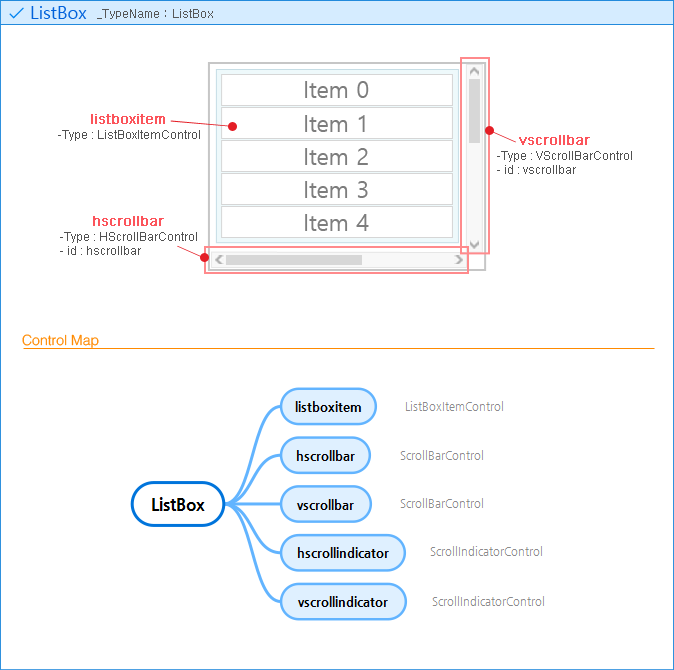 ListBox _TypeName : ListBox
Item 0
Item 1
Item 2
Item 3
Item 4
listboxitem
-Type : ListBoxItemControl
vscrollbar
-Type : VScrollBarControl
- id : vscrollbar
hscrollbar
-Type : HScrollBarControl
- id : hscrollbar
Control Map
ListBox
listboxitem ListBoxItemControl
hscrollbar ScrollBarControl
vscrollbar ScrollBarControl
hscrollindicator ScrollIndicatorControl
vscrollindicator ScrollIndicatorControl